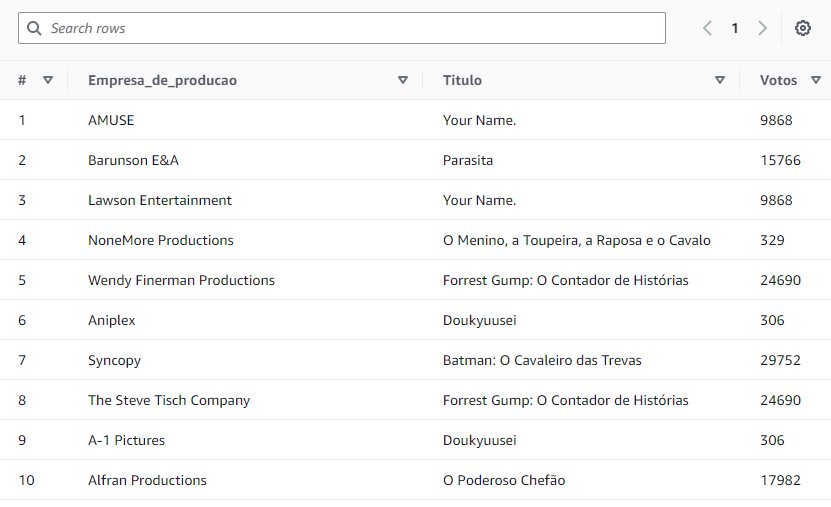 Search rows
1
# Empresa_de_producao Titulo Votos
1 AMUSE Your Name. 9868
2 Barunson E&A Parasita 15766
3 Lawson Entertainment Your Name. 9868
4 NoneMore Productions O Menino, a Toupeira, a Raposa e o Cavalo 329
5 Wendy Finerman Productions Forrest Gump: O Contador de Histórias 24690
6 Aniplex Doukyuusei 306
7 Syncopy Batman: O Cavaleiro das Trevas 29752
8 The Steve Tisch Company Forrest Gump: O Contador de Histórias 24690
9 A-1 Pictures Doukyuusei 306
10 Alfran Productions O Poderoso Chefão 17982